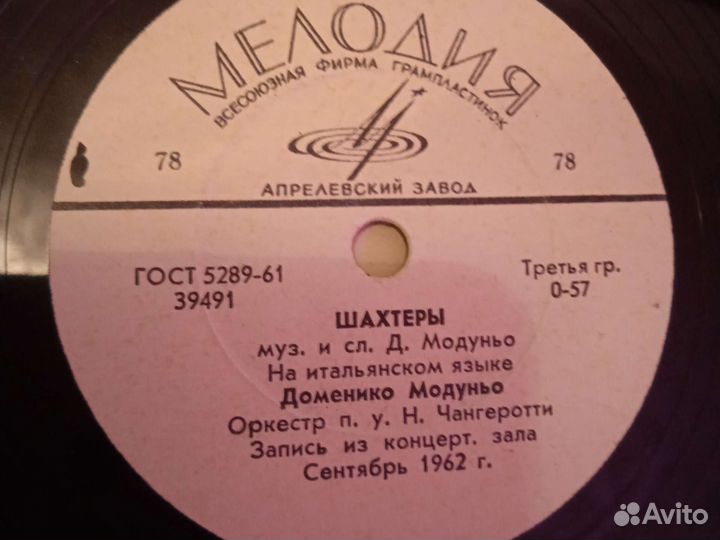 МЕЛОДИЯ
ВСЕСОЮЗНАЯ ФИРМА ГРАМПЛАСТИНОК
78 78
АПРЕЛЕВСКИЙ ЗАВОД
ГОСТ 5289-61 Третья гр.
39491 0-57
ШАХТЕРЫ
муз. и сл. Д. Модуньо
На итальянском языке
Доменико Модуньо
Оркестр п. у. Н. Чангеротти
Запись из концерт. зала
Сентябрь 1962 г.
Avito